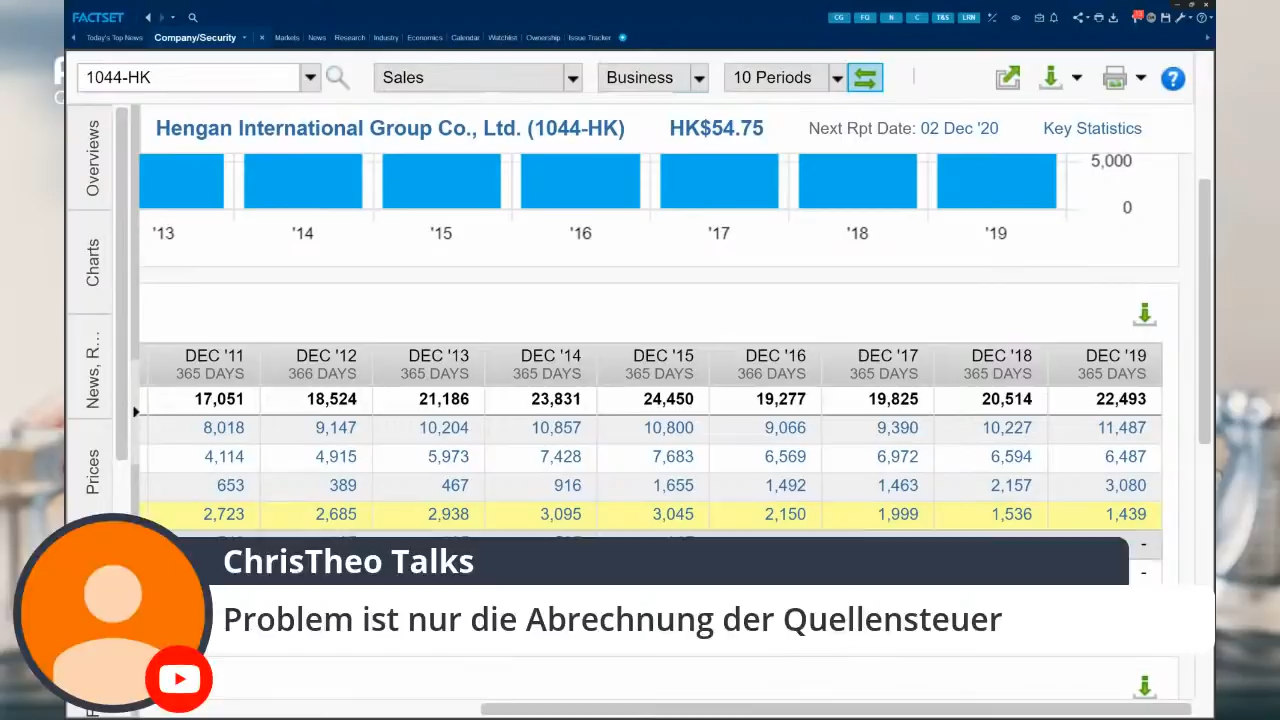 FACTSET
Today's Top News Company/Security Markets News Research Industry Economics Calendar Watchlist Ownership Issue Tracker
CG FQ N C T&S LRN
1044-HK Sales Business 10 Periods
Hengan International Group Co., Ltd. (1044-HK) HK$54.75 Next Rpt Date: 02 Dec '20 Key Statistics
Overviews
Charts
News, R...
Prices
5,000
0
'13 '14 '15 '16 '17 '18 '19
DEC '11 DEC '12 DEC '13 DEC '14 DEC '15 DEC '16 DEC '17 DEC '18 DEC '19
365 DAYS 366 DAYS 365 DAYS 365 DAYS 365 DAYS 366 DAYS 365 DAYS 365 DAYS 365 DAYS
17,051 18,524 21,186 23,831 24,450 19,277 19,825 20,514 22,493
8,018 9,147 10,204 10,857 10,800 9,066 9,390 10,227 11,487
4,114 4,915 5,973 7,428 7,683 6,569 6,972 6,594 6,487
653 389 467 916 1,655 1,492 1,463 2,157 3,080
2,723 2,685 2,938 3,095 3,045 2,150 1,999 1,536 1,439
-
-
ChrisTheo Talks
Problem ist nur die Abrechnung der Quellensteuer